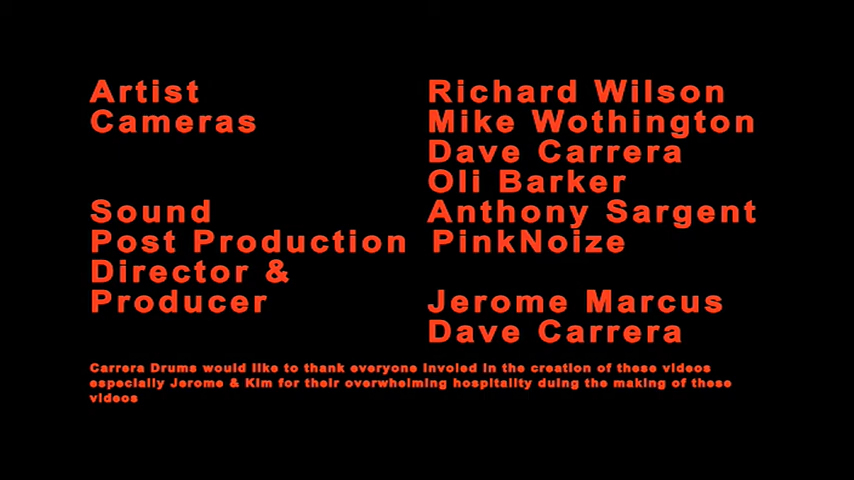 Artist Richard Wilson
Cameras Mike Wothington
Dave Carrera
Oli Barker
Sound Anthony Sargent
Post Production PinkNoize
Director &
Producer Jerome Marcus
Dave Carrera
Carrera Drums would like to thank everyone involed in the creation of these videos
especially Jerome & Kim for their overwhelming hospitality duing the making of these
videos